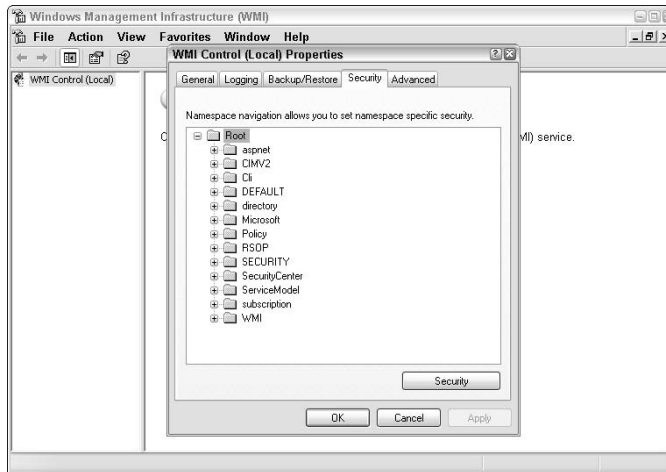 Windows Management Infrastructure (WMI)
File Action View Favorites Window Help
WMI Control (Local)
WMI Control (Local) Properties
General Logging Backup/Restore Security Advanced
Namespace navigation allows you to set namespace specific security.
Root
aspnet
CIMV2
Cli
DEFAULT
directory
Microsoft
Policy
RSOP
SECURITY
SecurityCenter
ServiceModel
subscription
WMI
Security
OK Cancel Apply
C
MI) service.